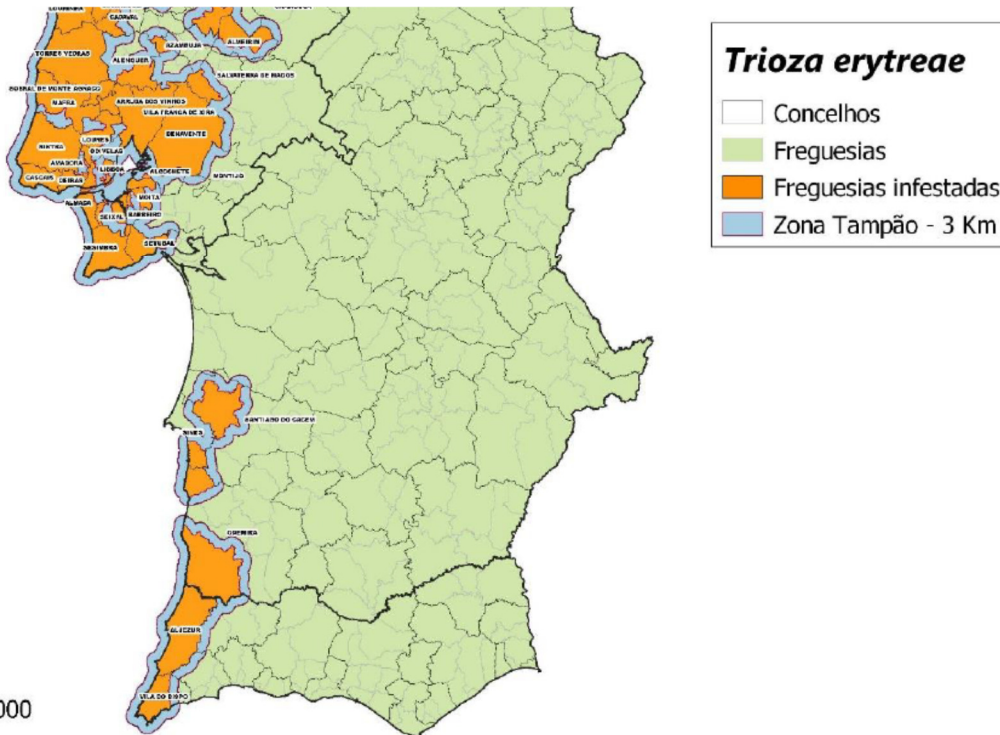 CADAVAL
AZAMBUJA
ALMEIRIM
TORRES VEDRAS
ALENQUER
SALVATERRA DE MAGOS
SOBRAL DE MONTE AGRAÇO
ARRUDA DOS VINHOS
MAFRA
VILA FRANCA DE XIRA
BENAVENTE
LOURES
SINTRA
ODIVELAS
AMADORA
LISBOA
ALCOCHETE
MONTIJO
CASCAIS
OEIRAS
MOITA
ALMADA
SEIXAL
BARREIRO
SESIMBRA
SETÚBAL
SANTIAGO DO CACÉM
SINES
ODEMIRA
ALJEZUR
VILA DO BISPO
000
Trioza erytreae
Concelhos
Freguesias
Freguesias infestadas
Zona Tampão - 3 Km